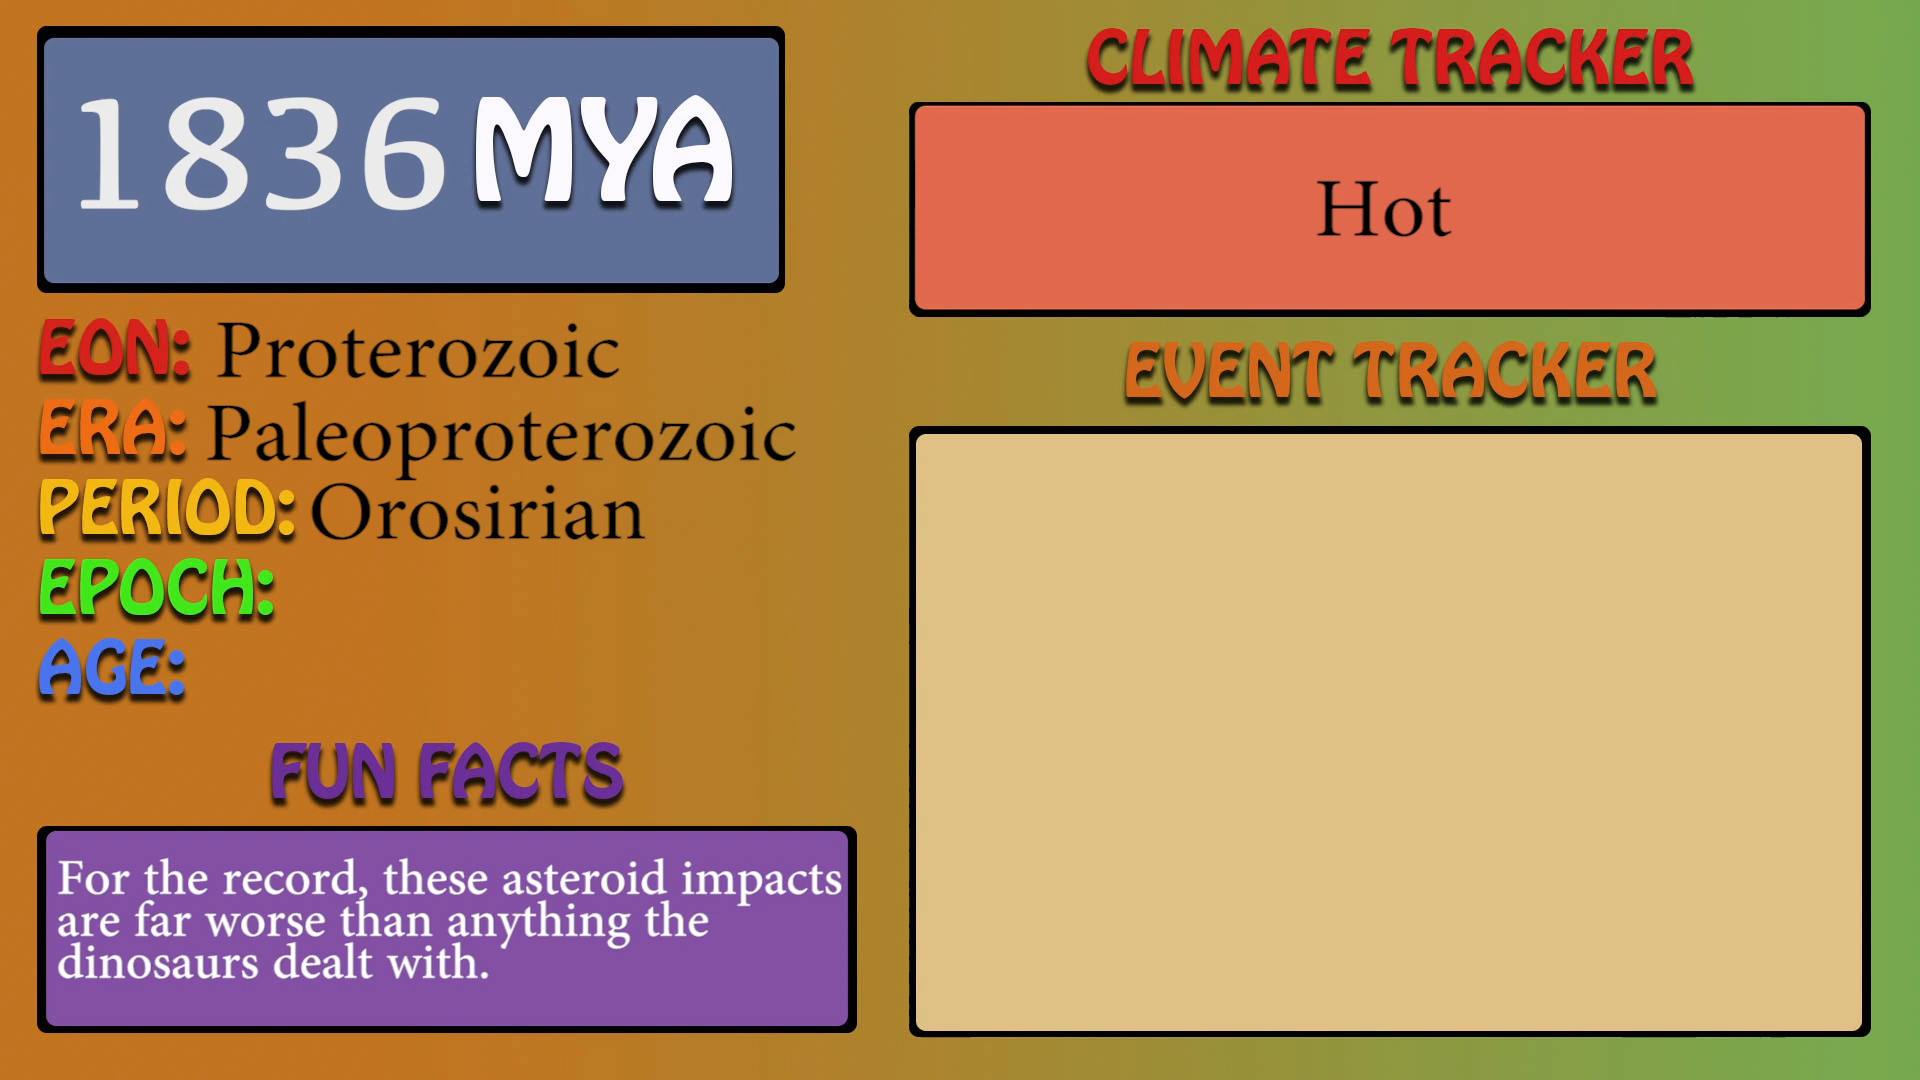 1836 MYA
EON: Proterozoic
ERA: Paleoproterozoic
PERIOD: Orosirian
EPOCH:
AGE:
FUN FACTS
For the record, these asteroid impacts
are far worse than anything the
dinosaurs dealt with.
CLIMATE TRACKER
Hot
EVENT TRACKER